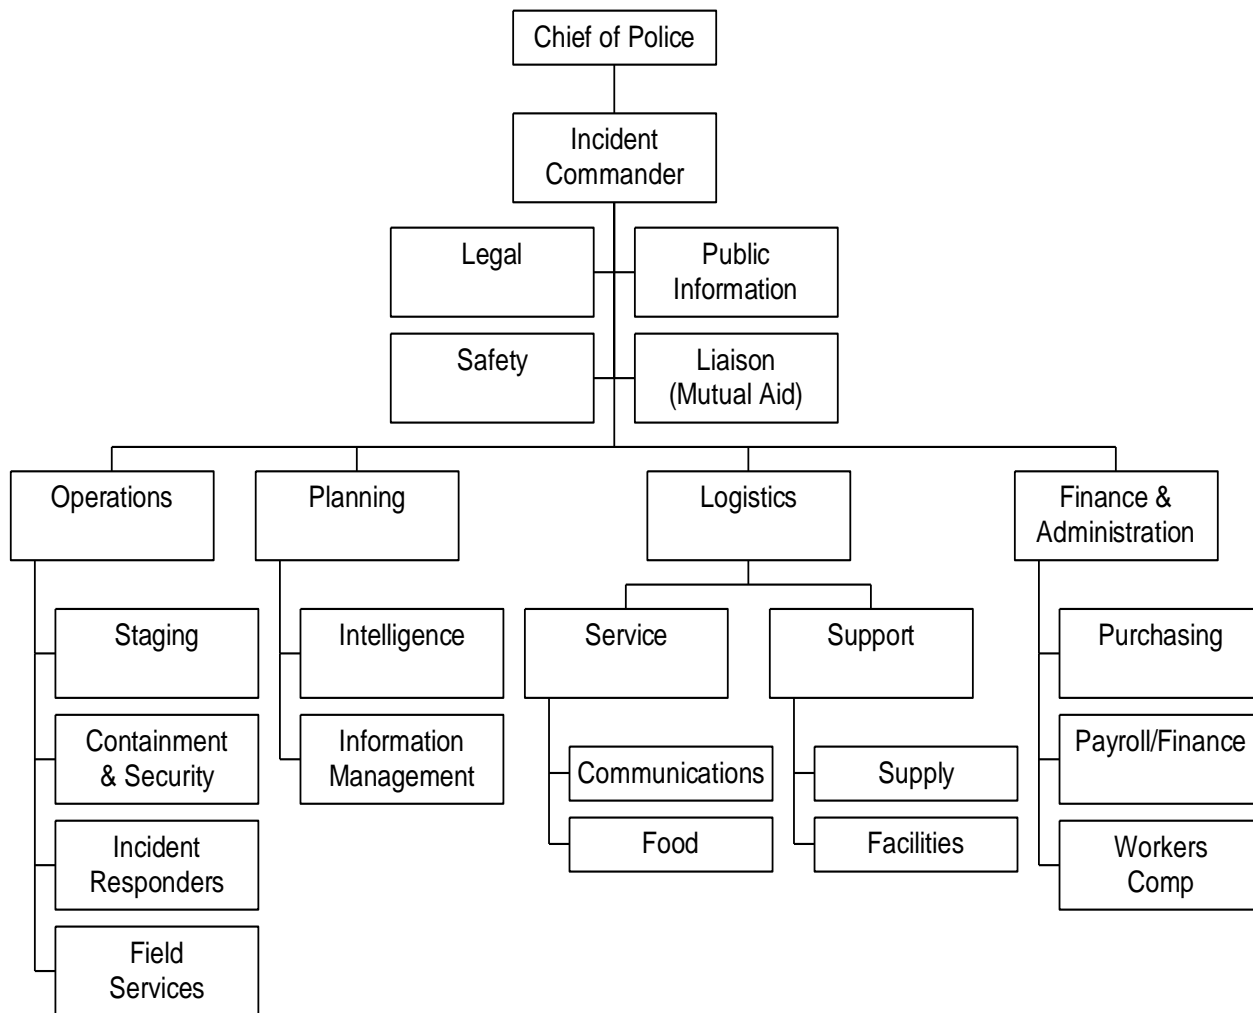 Chief of Police
Incident
Commander
Legal
Public
Information
Safety
Liaison
(Mutual Aid)
Operations
Planning
Logistics
Finance &
Administration
Staging
Intelligence
Service
Support
Purchasing
Containment
& Security
Information
Management
Communications
Supply
Payroll/Finance
Incident
Responders
Food
Facilities
Workers
Comp
Field
Services